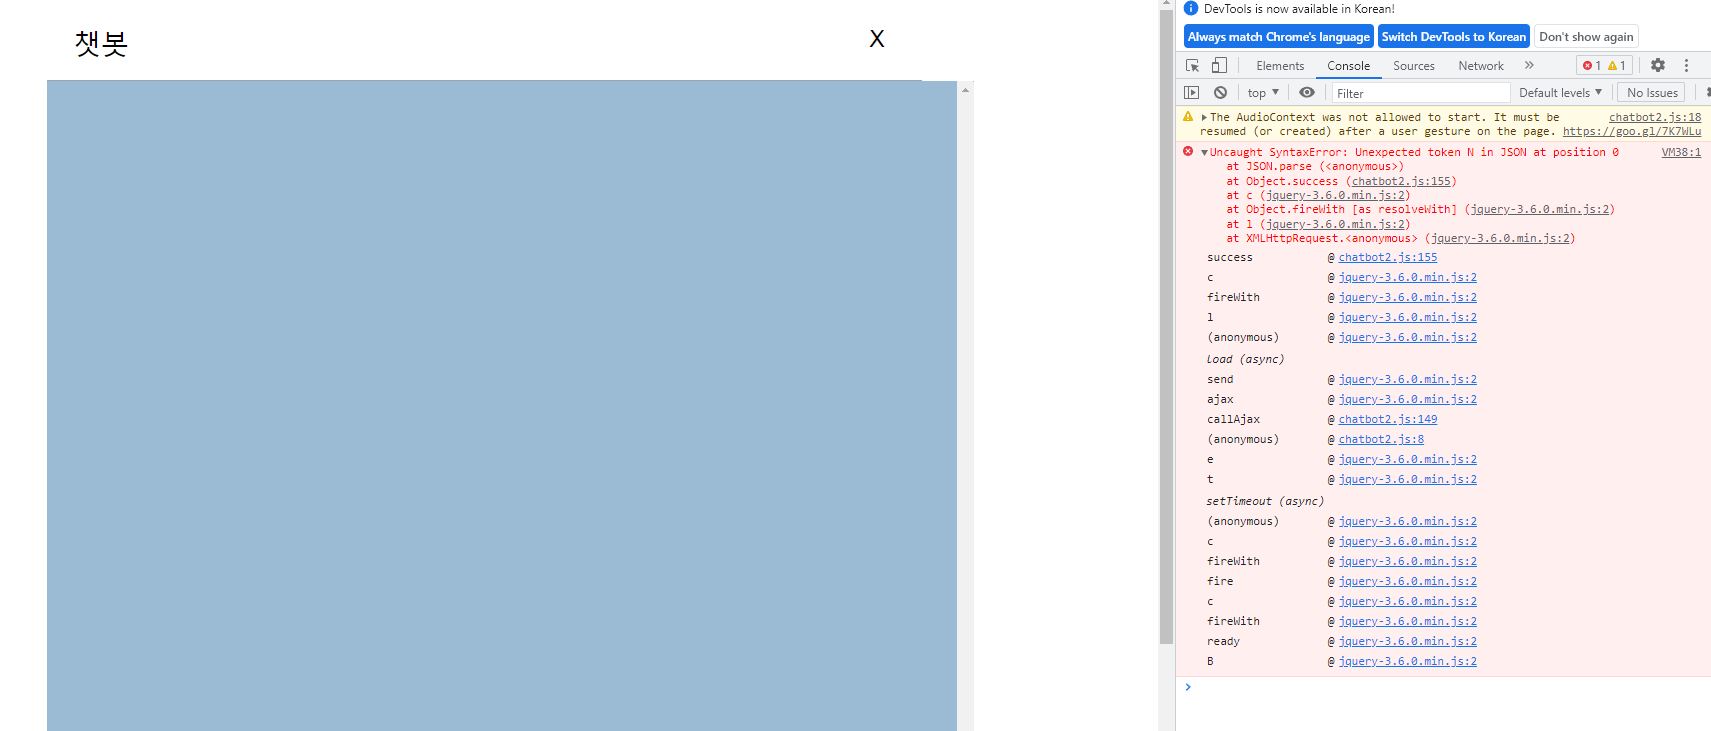 챗봇 X
DevTools is now available in Korean!
Always match Chrome's language Switch DevTools to Korean Don't show again
Elements Console Sources Network » 1 1
top ▼ Filter Default levels ▼ No Issues
▶The AudioContext was not allowed to start. It must be chatbot2.js:18
resumed (or created) after a user gesture on the page. https://goo.gl/7K7WLu
▼Uncaught SyntaxError: Unexpected token N in JSON at position 0 VM38:1
at JSON.parse (<anonymous>)
at Object.success (chatbot2.js:155)
at c (jquery-3.6.0.min.js:2)
at Object.fireWith [as resolveWith] (jquery-3.6.0.min.js:2)
at l (jquery-3.6.0.min.js:2)
at XMLHttpRequest.<anonymous> (jquery-3.6.0.min.js:2)
success @ chatbot2.js:155
c @ jquery-3.6.0.min.js:2
fireWith @ jquery-3.6.0.min.js:2
l @ jquery-3.6.0.min.js:2
(anonymous) @ jquery-3.6.0.min.js:2
load (async)
send @ jquery-3.6.0.min.js:2
ajax @ jquery-3.6.0.min.js:2
callAjax @ chatbot2.js:149
(anonymous) @ chatbot2.js:8
e @ jquery-3.6.0.min.js:2
t @ jquery-3.6.0.min.js:2
setTimeout (async)
(anonymous) @ jquery-3.6.0.min.js:2
c @ jquery-3.6.0.min.js:2
fireWith @ jquery-3.6.0.min.js:2
fire @ jquery-3.6.0.min.js:2
c @ jquery-3.6.0.min.js:2
fireWith @ jquery-3.6.0.min.js:2
ready @ jquery-3.6.0.min.js:2
B @ jquery-3.6.0.min.js:2